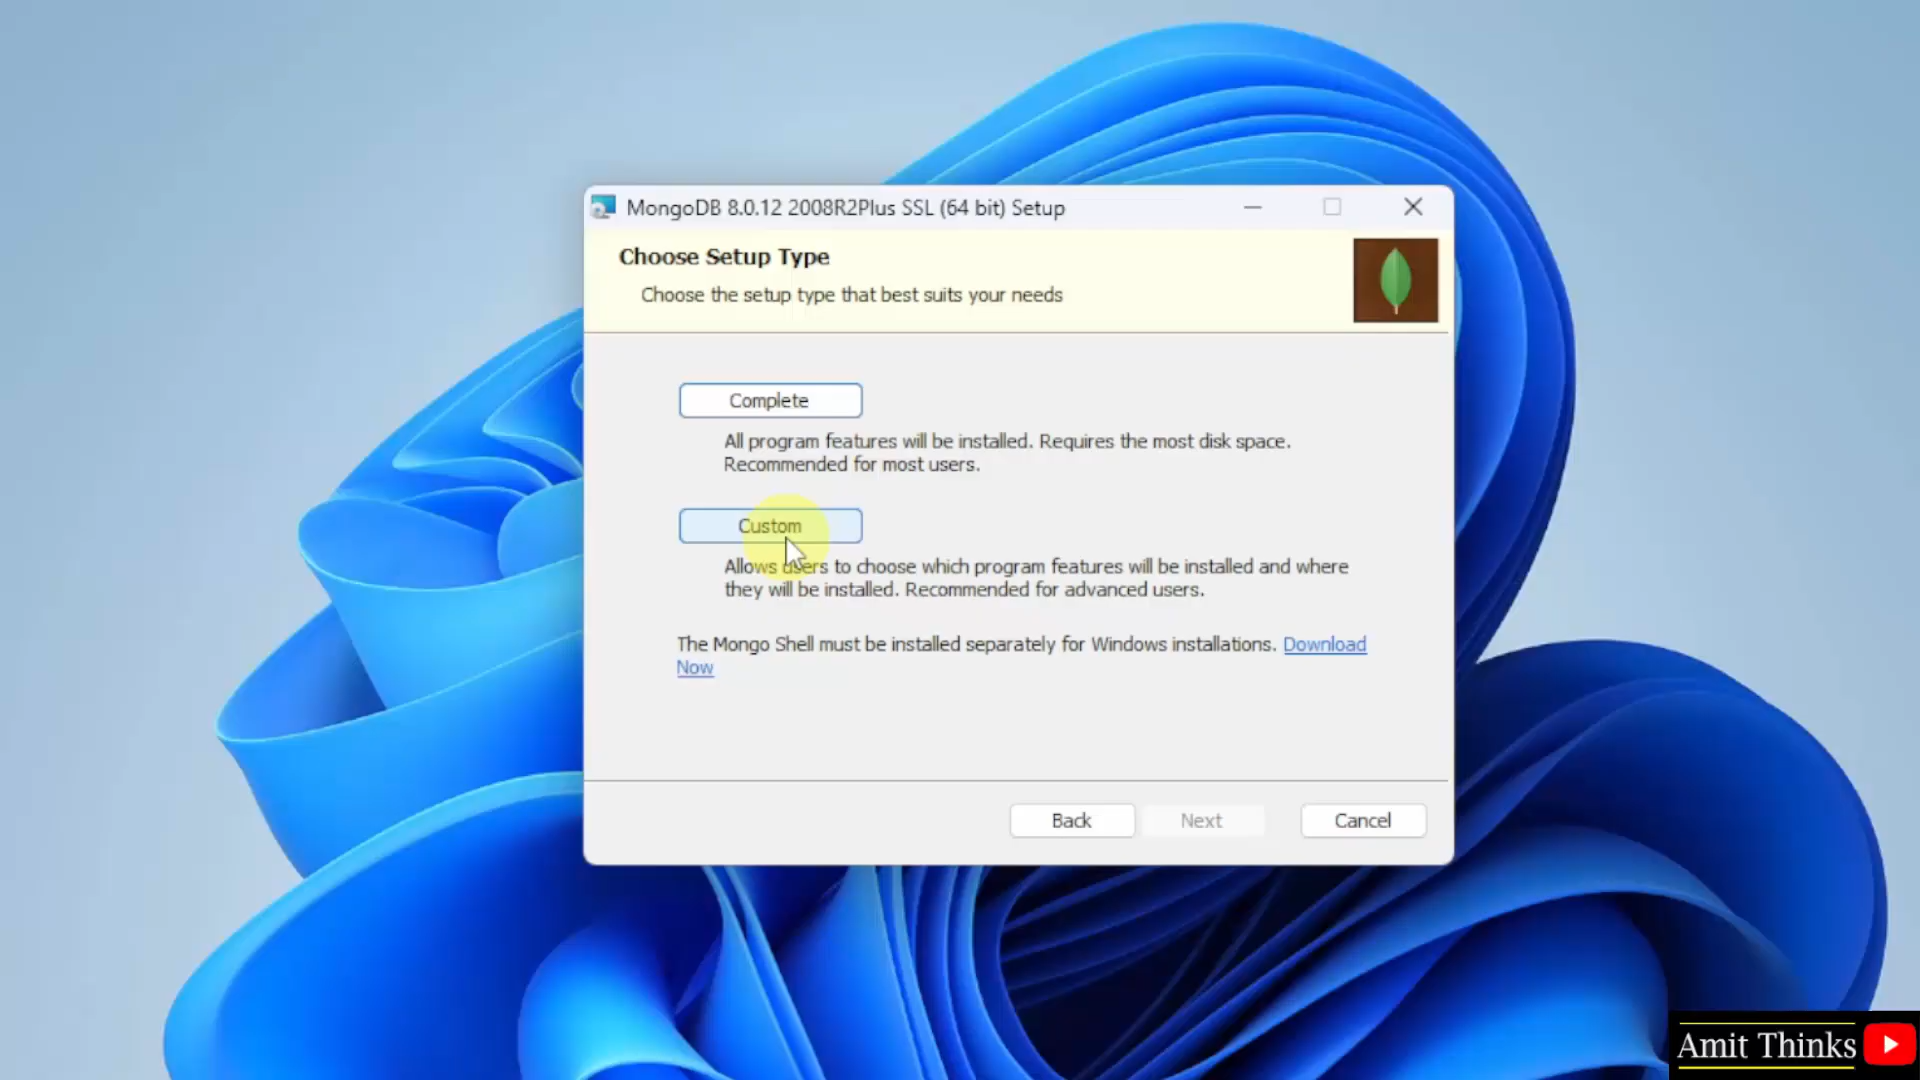 MongoDB 8.0.12 2008R2Plus SSL (64 bit) Setup
Choose Setup Type
Choose the setup type that best suits your needs
Complete
All program features will be installed. Requires the most disk space.
Recommended for most users.
Custom
Allows users to choose which program features will be installed and where
they will be installed. Recommended for advanced users.
The Mongo Shell must be installed separately for Windows installations. Download
Now
Back
Next
Cancel
Amit Thinks